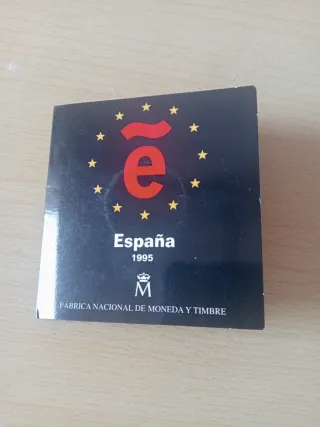 ẽ
España
1995
M
FÁBRICA NACIONAL DE MONEDA Y TIMBRE